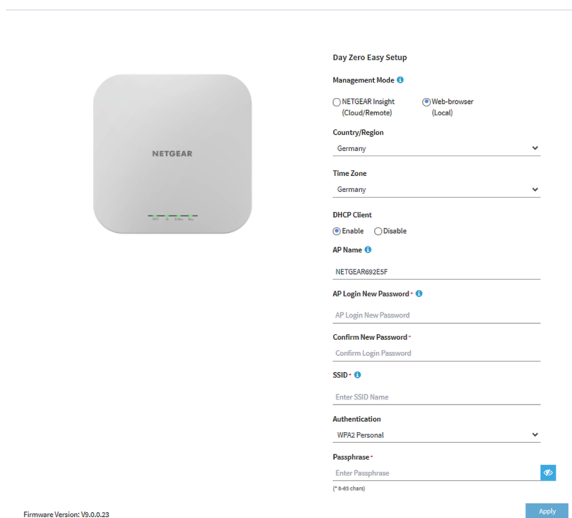 Day Zero Easy Setup
Management Mode
NETGEAR Insight
(Cloud/Remote)
Web-browser
(Local)
Country/Region
Germany
Time Zone
Germany
DHCP Client
Enable
Disable
AP Name
NETGEAR692E5F
AP Login New Password *
AP Login New Password
Confirm New Password *
Confirm Login Password
SSID *
Enter SSID Name
Authentication
WPA2 Personal
Passphrase *
Enter Passphrase
(* 8-63 chars)
Apply
NETGEAR
Firmware Version: V9.0.0.23